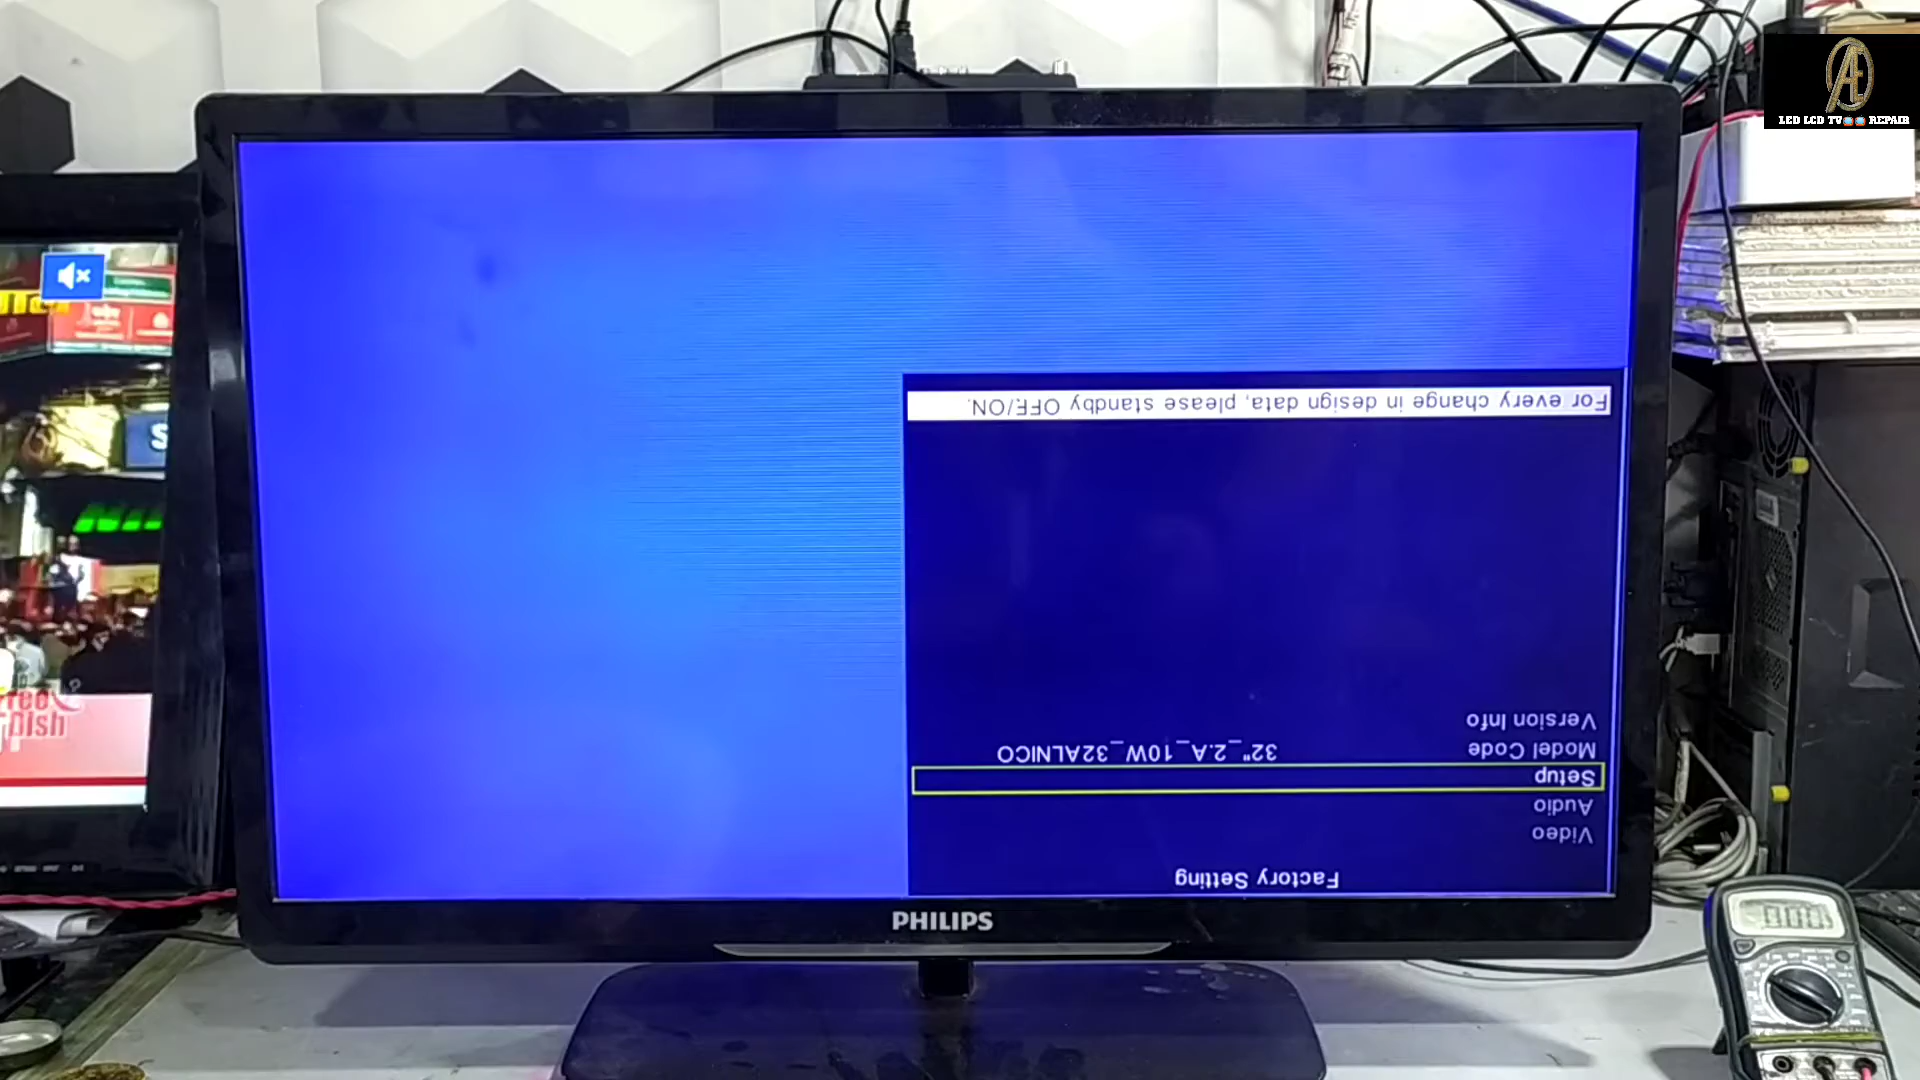 LED LCD TV REPAIR
Factory Setting
Video
Audio
Setup
Model Code 32"_2.A_10W_32ALNICO
Version Info
For every change in design data, please standby OFF/ON.
PHILIPS
Dish